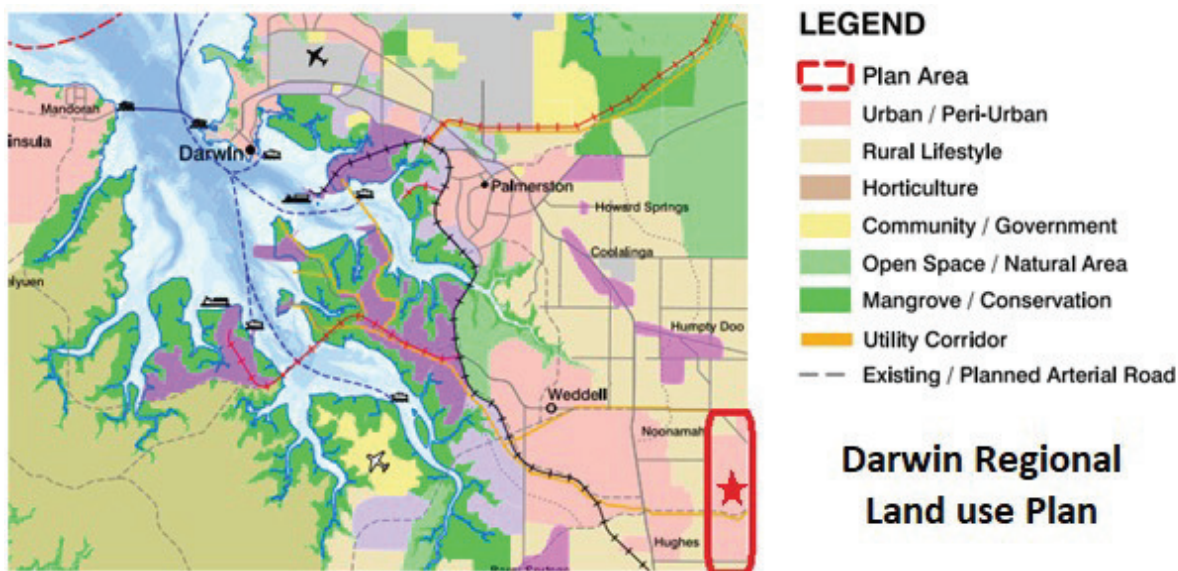 Mandorah
insula
Darwin
Palmerston
Howard Springs
Coolalinga
elyuen
Humpty Doo
Weddell
Noonamah
Hughes
LEGEND
Plan Area
Urban / Peri-Urban
Rural Lifestyle
Horticulture
Community / Government
Open Space / Natural Area
Mangrove / Conservation
Utility Corridor
Existing / Planned Arterial Road
Darwin Regional
Land use Plan